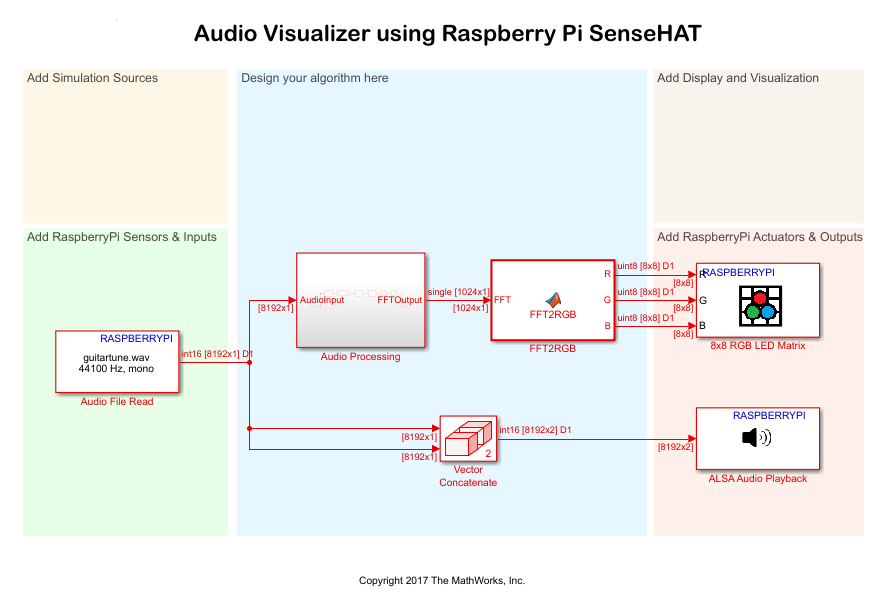 Audio Visualizer using Raspberry Pi SenseHAT
Add Simulation Sources
Design your algorithm here
Add Display and Visualization
Add RaspberryPi Sensors & Inputs
Add RaspberryPi Actuators & Outputs
RASPBERRYPI
guitartune.wav
44100 Hz, mono
Audio File Read
int16 [8192x1] D1
[8192x1]
AudioInput
FFTOutput
Audio Processing
single [1024x1]
[1024x1]
FFT
FFT2RGB
R
G
B
FFT2RGB
uint8 [8x8] D1
[8x8]
uint8 [8x8] D1
[8x8]
uint8 [8x8] D1
[8x8]
RASPBERRYPI
R
G
B
8x8 RGB LED Matrix
[8192x1]
[8192x1]
2
Vector
Concatenate
int16 [8192x2] D1
[8192x2]
RASPBERRYPI
ALSA Audio Playback
Copyright 2017 The MathWorks, Inc.